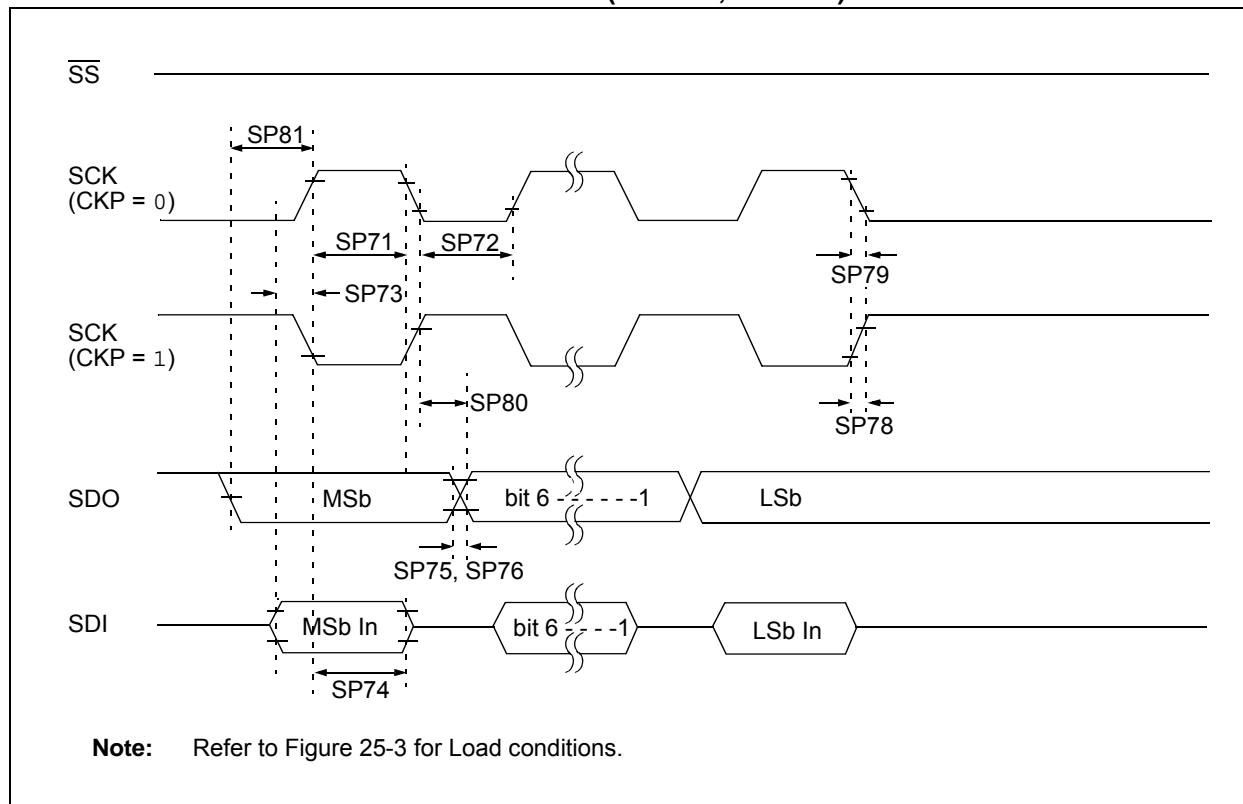 SS
SP81
SCK
(CKP = 0)
SP71
SP72
SP79
SP73
SCK
(CKP = 1)
SP80
SP78
SDO
MSb
bit 6 - - - - - -1
LSb
SP75, SP76
SDI
MSb In
bit 6 - - - -1
LSb In
SP74
Note: Refer to Figure 25-3 for Load conditions.